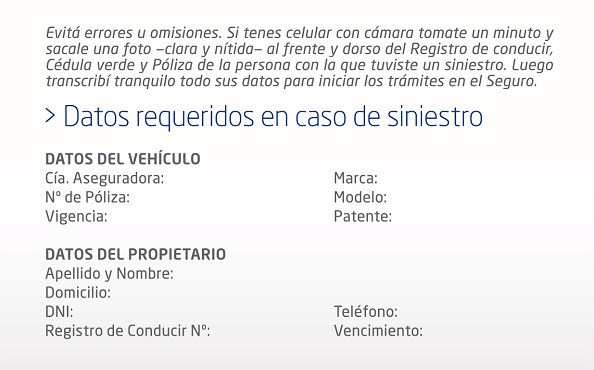 Evitá errores u omisiones. Si tenes celular con cámara tomate un minuto y
sacale una foto –clara y nítida– al frente y dorso del Registro de conducir,
Cédula verde y Póliza de la persona con la que tuviste un siniestro. Luego
transcribí tranquilo todo sus datos para iniciar los trámites en el Seguro.
> Datos requeridos en caso de siniestro
DATOS DEL VEHÍCULO
Cía. Aseguradora: Marca:
Nº de Póliza: Modelo:
Vigencia: Patente:
DATOS DEL PROPIETARIO
Apellido y Nombre:
Domicilio:
DNI: Teléfono:
Registro de Conducir Nº: Vencimiento: